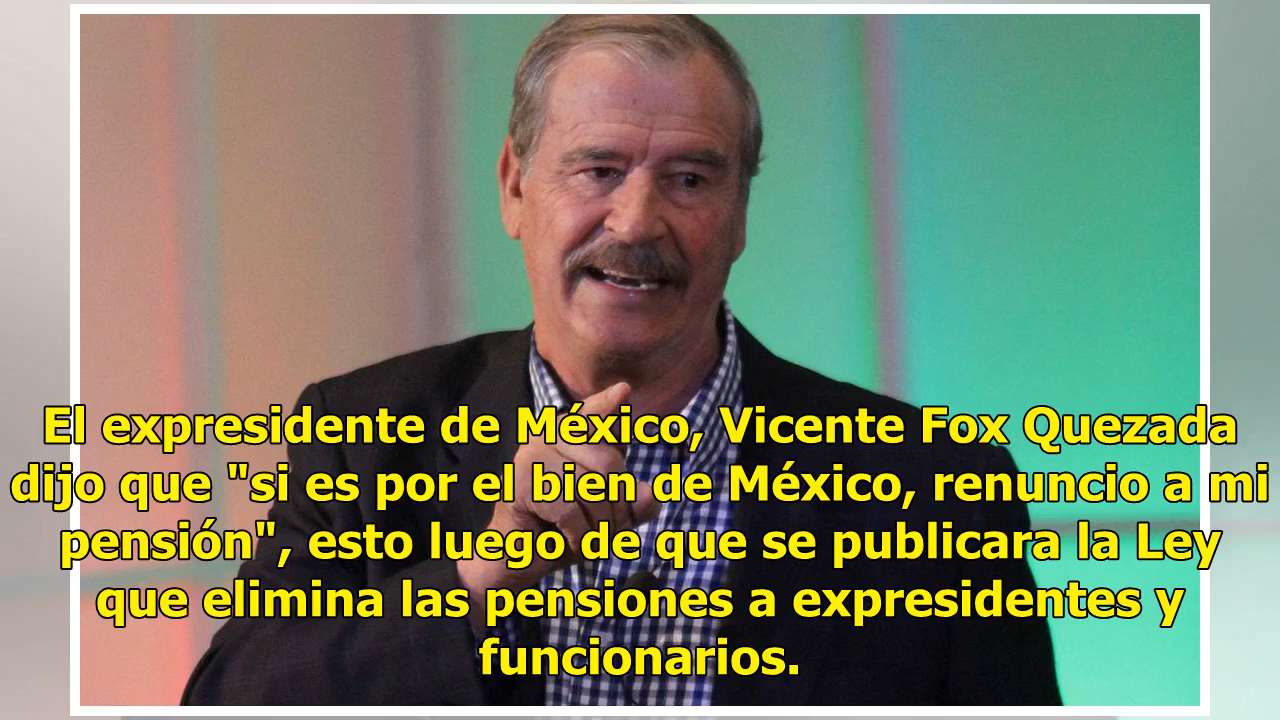 El expresidente de México, Vicente Fox Quezada
dijo que "si es por el bien de México, renuncio a mi
pensión", esto luego de que se publicara la Ley
que elimina las pensiones a expresidentes y
funcionarios.